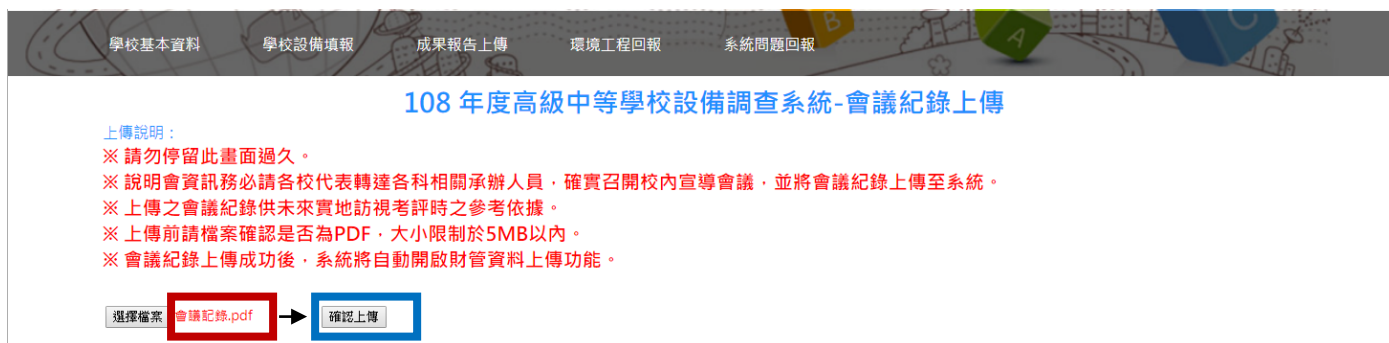 學校基本資料 學校設備填報 成果報告上傳 環境工程回報 系統問題回報
B A C
108 年度高級中等學校設備調查系統-會議紀錄上傳
上傳說明：
※ 請勿停留此畫面過久。
※ 說明會資訊務必請各校代表轉達各科相關承辦人員，確實召開校內宣導會議，並將會議紀錄上傳至系統。
※ 上傳之會議紀錄供未來實地訪視考評時之參考依據。
※ 上傳前請檔案確認是否為PDF，大小限制於5MB以內。
※ 會議紀錄上傳成功後，系統將自動開啟財管資料上傳功能。
選擇檔案 會議記錄.pdf 確認上傳